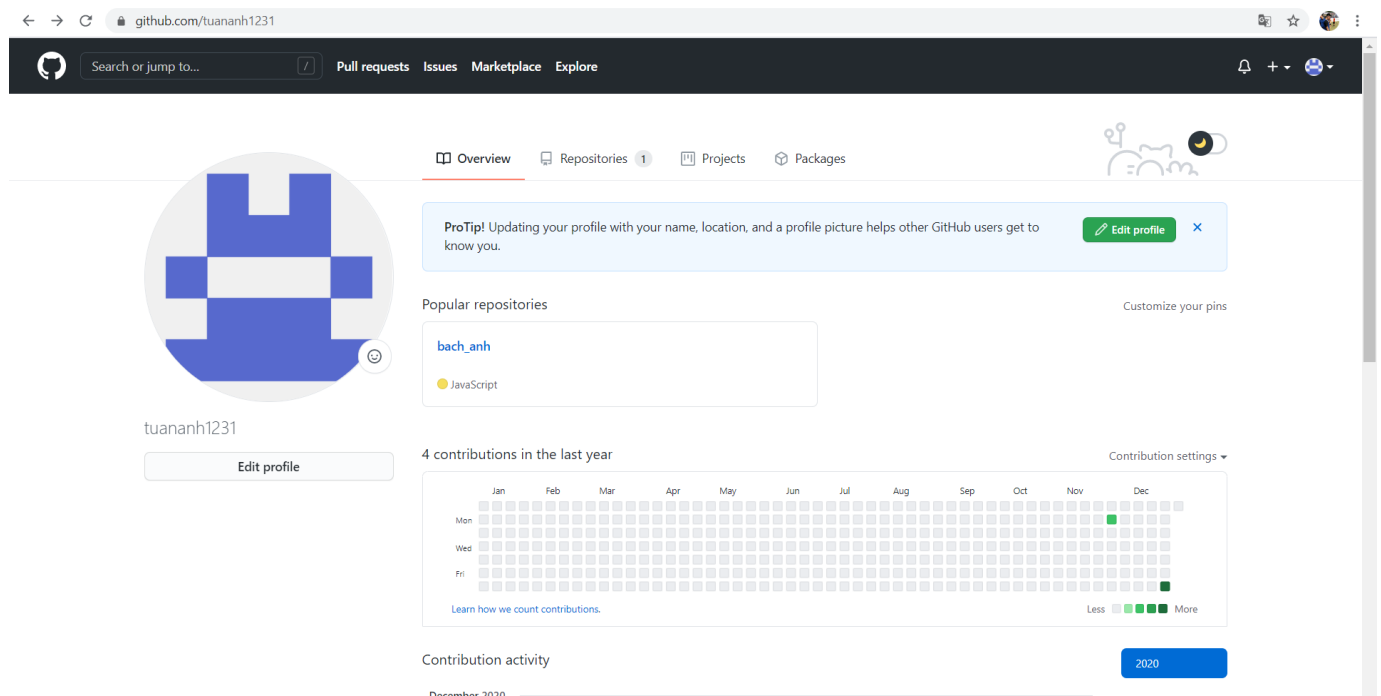 github.com/tuananh1231
Search or jump to... /
Pull requests Issues Marketplace Explore
Overview Repositories 1 Projects Packages
ProTip! Updating your profile with your name, location, and a profile picture helps other GitHub users get to
know you.
Edit profile
Popular repositories
Customize your pins
bach_anh
JavaScript
tuananh1231
Edit profile
4 contributions in the last year
Contribution settings
Jan Feb Mar Apr May Jun Jul Aug Sep Oct Nov Dec
Mon
Wed
Fri
Learn how we count contributions.
Less More
Contribution activity
2020
December 2020